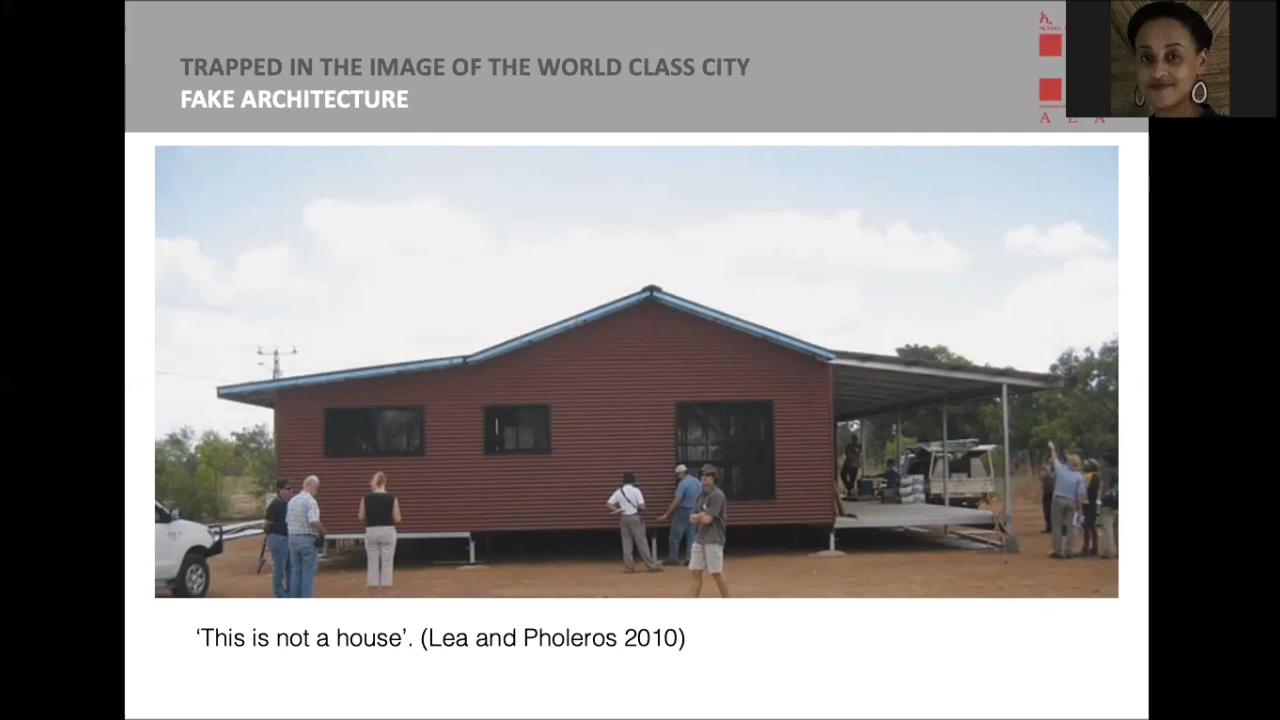 TRAPPED IN THE IMAGE OF THE WORLD CLASS CITY
FAKE ARCHITECTURE
ኢ
A E A
‘This is not a house’. (Lea and Pholeros 2010)